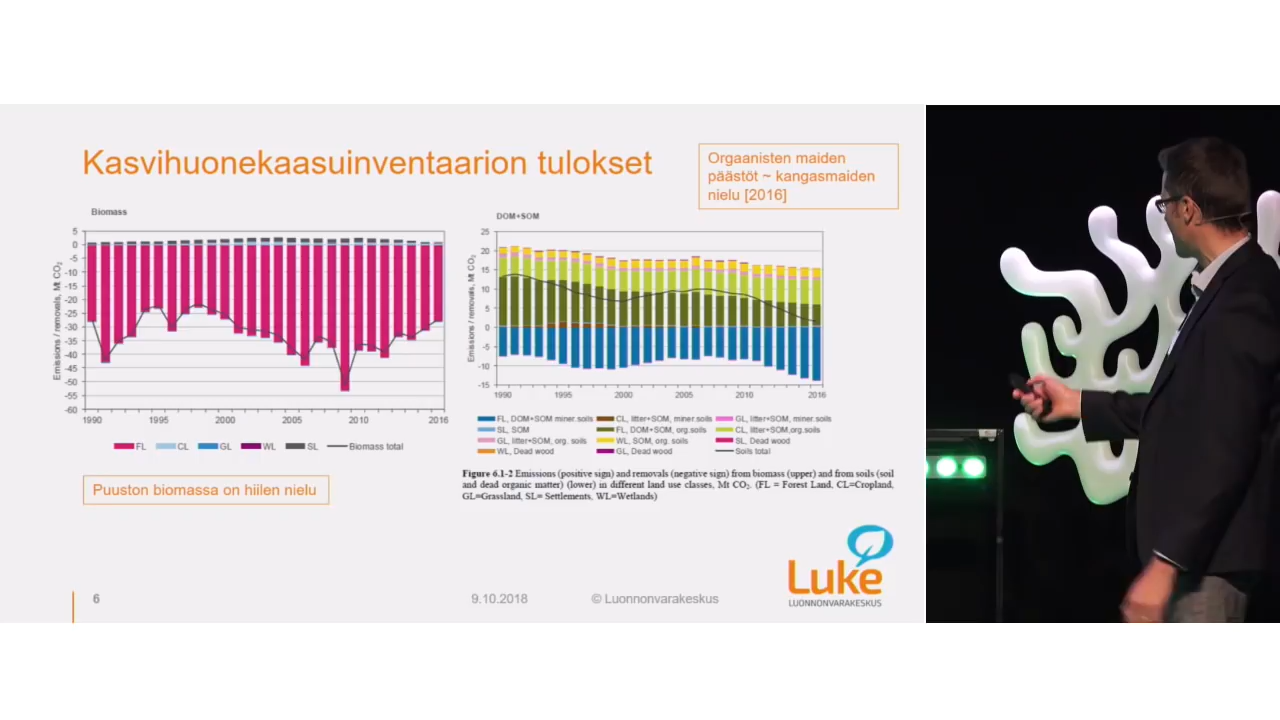 Kasvihuonekaasuinventaarion tulokset
Orgaanisten maiden
päästöt ~ kangasmaiden
nielu [2016]
Biomass
Emissions / removals, Mt CO2
5
0
-5
-10
-15
-20
-25
-30
-35
-40
-45
-50
-55
-60
1990
1995
2000
2005
2010
2016
FL
CL
GL
WL
SL
Biomass total
Puuston biomassa on hiilen nielu
DOM+SOM
Emissions / removals, Mt CO2
25
20
15
10
5
0
-5
-10
-15
1990
1995
2000
2005
2010
2016
FL, DOM+SOM miner.soils
CL, litter+SOM, miner.soils
GL, litter+SOM, miner.soils
SL, SOM
FL, DOM+SOM, org.soils
CL, litter+SOM,org.soils
GL, litter+SOM, org. soils
WL, SOM, org.soils
SL, Dead wood
WL, Dead wood
GL, Dead wood
Soils total
Figure 6.1-2 Emissions (positive sign) and removals (negative sign) from biomass (upper) and from soils (soil
and dead organic matter) (lower) in different land use classes, Mt CO2. (FL = Forest Land, CL=Cropland,
GL=Grassland, SL= Settlements, WL=Wetlands)
6
9.10.2018
© Luonnonvarakeskus
Luke
LUONNONVARAKESKUS